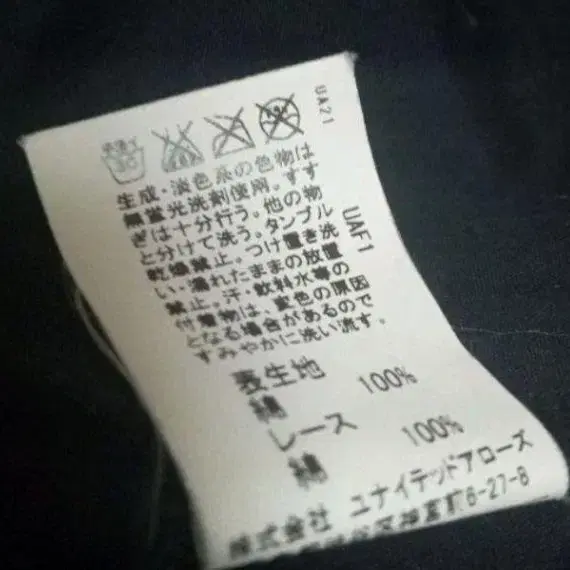 UA21
生成・淡色系の色物は
無蛍光洗剤使用。すす
ぎは十分行う。他の物
と分けて洗う。タンブル
乾燥禁止。つけ置き洗
い・濡れたままの放置
禁止。汗・飲料水等の
付着物は、変色の原因
となる場合があるので
すみやかに洗い流す。
UAF1
表生地
綿 100%
レース
綿 100%
株式会社 ユナイテッドアローズ
神宮前6-27-8